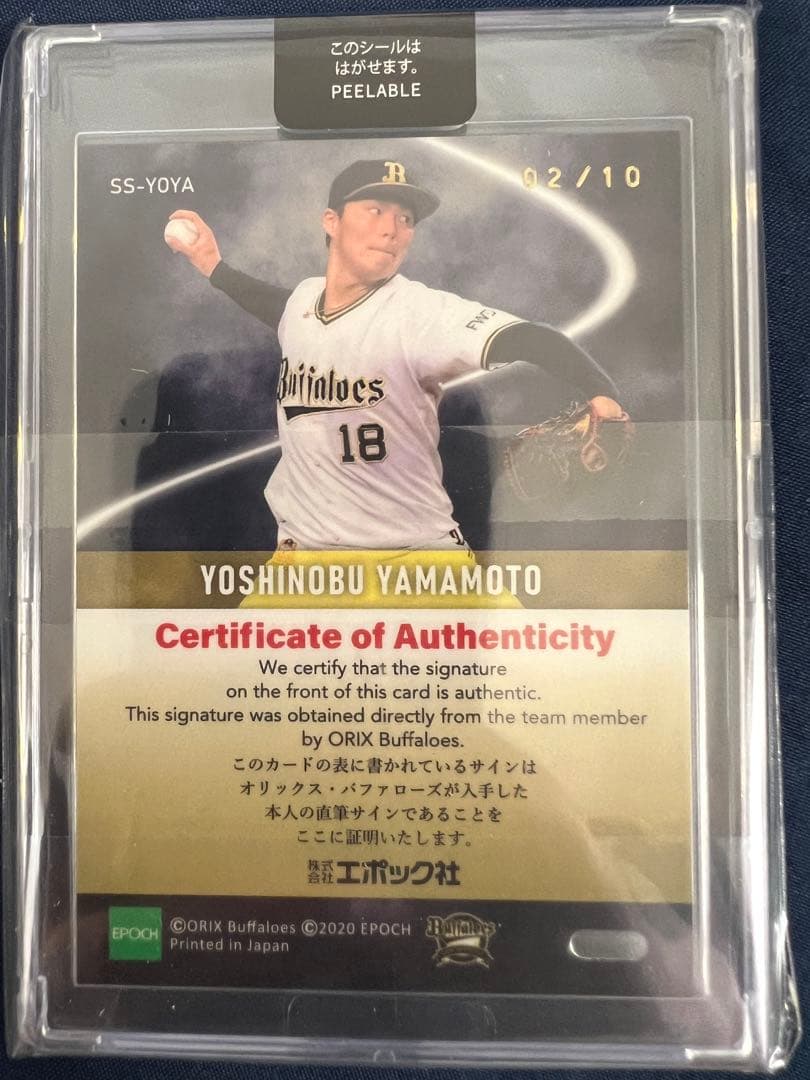 このシールは
はがせます。
PEELABLE
SS-YOYA
02/10
B
FWD
Buffaloes
18
YOSHINOBU YAMAMOTO
Certificate of Authenticity
We certify that the signature
on the front of this card is authentic.
This signature was obtained directly from the team member
by ORIX Buffaloes.
このカードの表に書かれているサインは
オリックス・バファローズが入手した
本人の直筆サインであることを
ここに証明いたします。
株式会社エポック社
EPOCH
©ORIX Buffaloes ©2020 EPOCH
Printed in Japan
Buffaloes